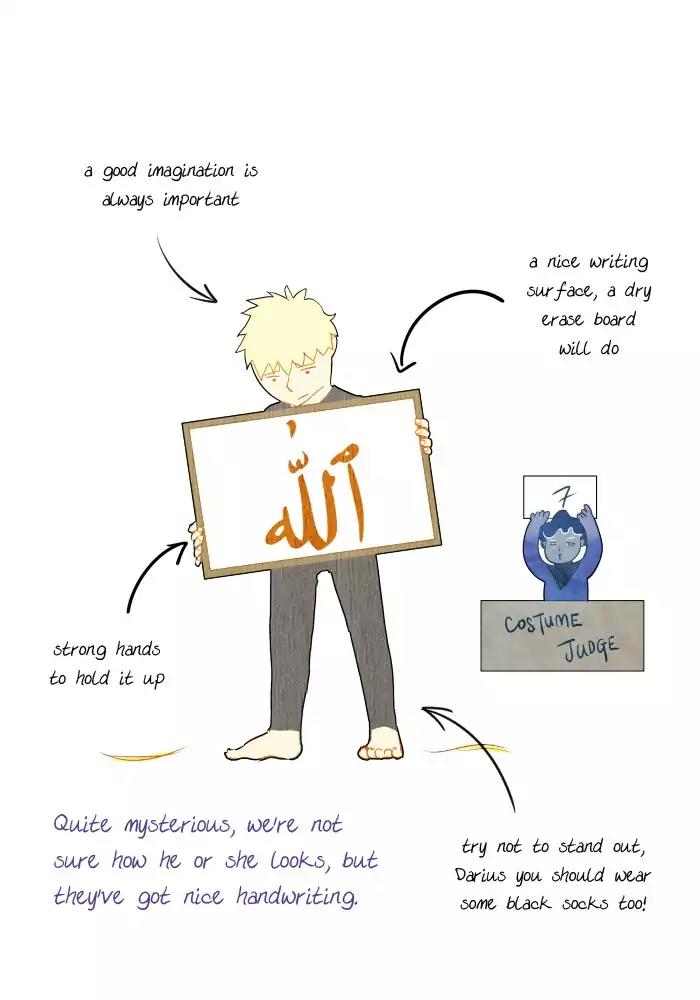 a good imagination is
always important
a nice writing
surface, a dry
erase board
will do
ٱللّٰه
7
COSTUME
JUDGE
strong hands
to hold it up
Quite mysterious, we're not
sure how he or she looks, but
they've got nice handwriting.
try not to stand out,
Darius you should wear
some black socks too!